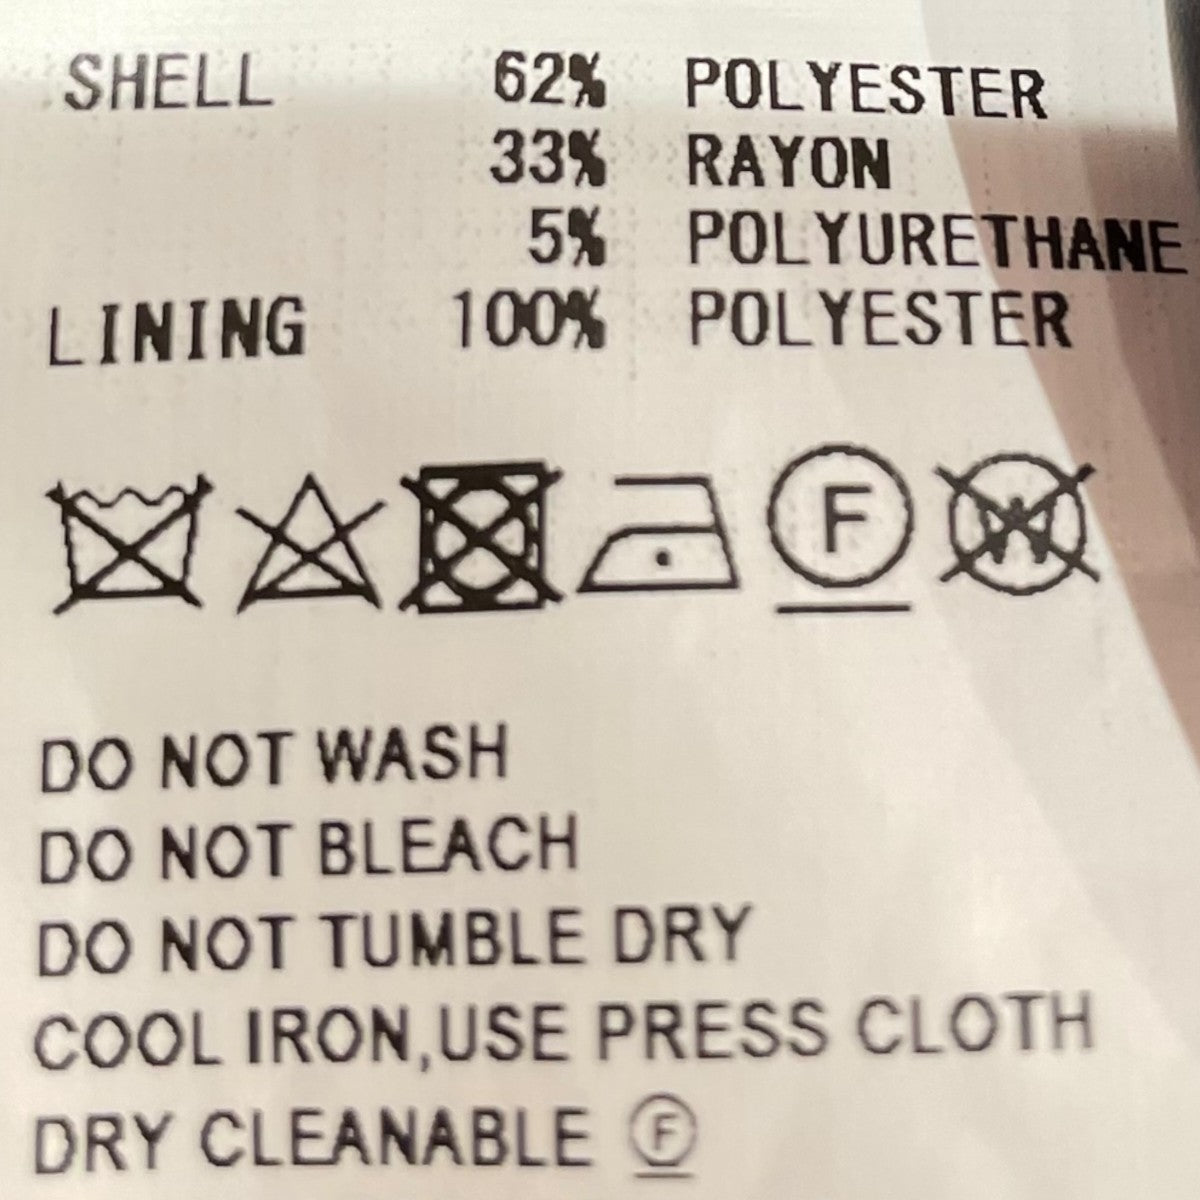 SHELL 62% POLYESTER
33% RAYON
5% POLYURETHANE
LINING 100% POLYESTER
F W
DO NOT WASH
DO NOT BLEACH
DO NOT TUMBLE DRY
COOL IRON,USE PRESS CLOTH
DRY CLEANABLE F